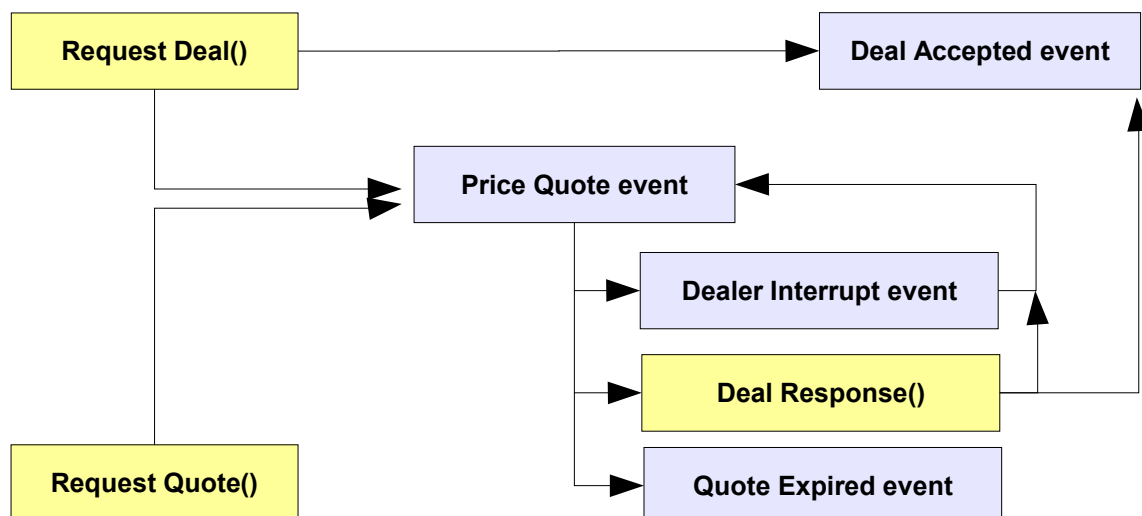 Request Deal()
Deal Accepted event
Price Quote event
Dealer Interrupt event
Deal Response()
Request Quote()
Quote Expired event